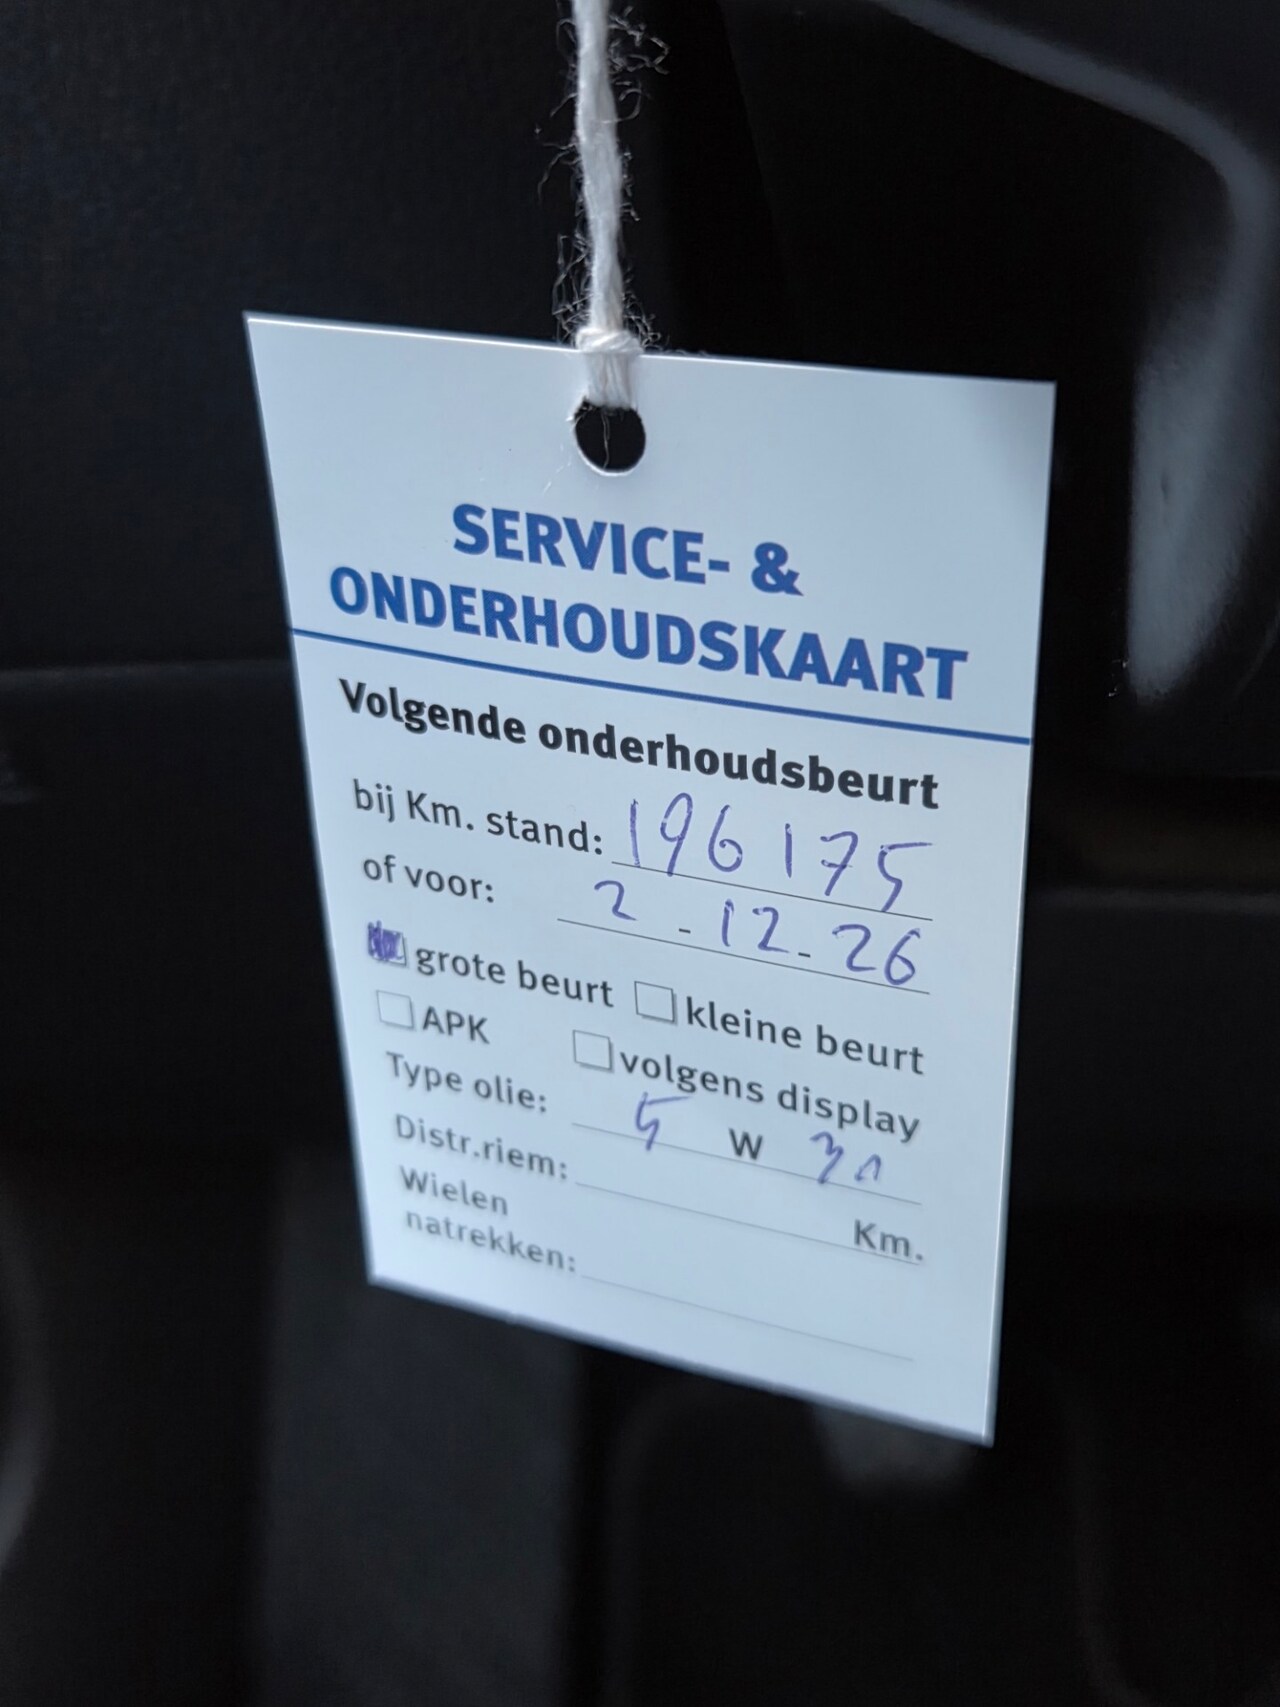 SERVICE- &
ONDERHOUDSKAART
Volgende onderhoudsbeurt
bij Km. stand: 196175
of voor: 2-12-26
grote beurt kleine beurt
APK volgens display
Type olie: 5 W 30
Distr.riem: Km.
Wielen
natrekken: